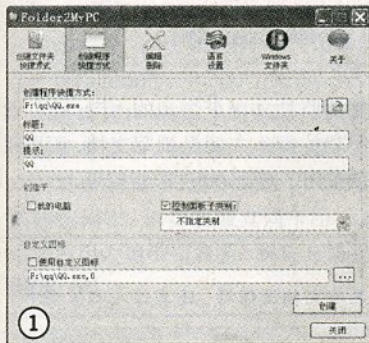 Folder2MyPC
创建文件夹 创建程序 编辑 语言 Windows 关于
快捷方式 快捷方式 删除 设置 文件夹
创建程序快捷方式:
F:\qq\QQ.exe
标题:
QQ
提示:
QQ
创建于
我的电脑 控制面板子类别:
不指定类别
自定义图标
使用自定义图标
F:\qq\QQ.exe,0
...
创建
关闭
①